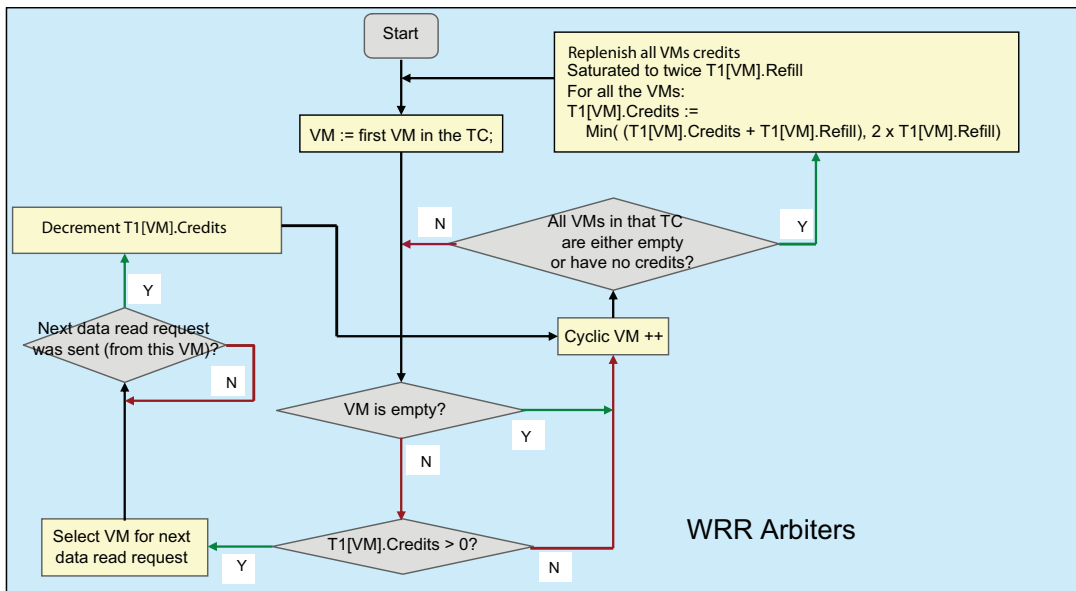 Start
Replenish all VMs credits
Saturated to twice T1[VM].Refill
For all the VMs:
T1[VM].Credits :=
Min( (T1[VM].Credits + T1[VM].Refill), 2 x T1[VM].Refill)
VM := first VM in the TC;
Decrement T1[VM].Credits
N
All VMs in that TC
are either empty
or have no credits?
Y
Y
Next data read request
was sent (from this VM)?
N
Cyclic VM ++
VM is empty?
Y
N
Select VM for next
data read request
Y
T1[VM].Credits > 0?
N
WRR Arbiters